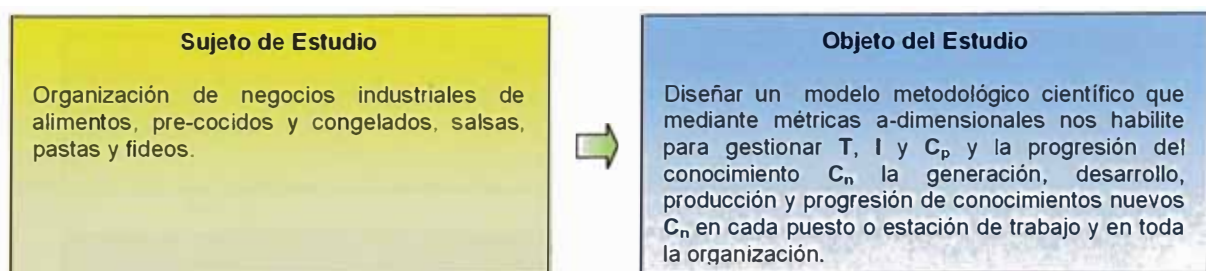 Sujeto de Estudio
Organización de negocios industriales de
alimentos, pre-cocidos y congelados, salsas,
pastas y fideos.
Objeto del Estudio
Diseñar un modelo metodológico científico que
mediante métricas a-dimensionales nos habilite
para gestionar T, I y Cp y la progresión del
conocimiento Cn la generación, desarrollo,
producción y progresión de conocimientos nuevos
Cn en cada puesto o estación de trabajo y en toda
la organización.